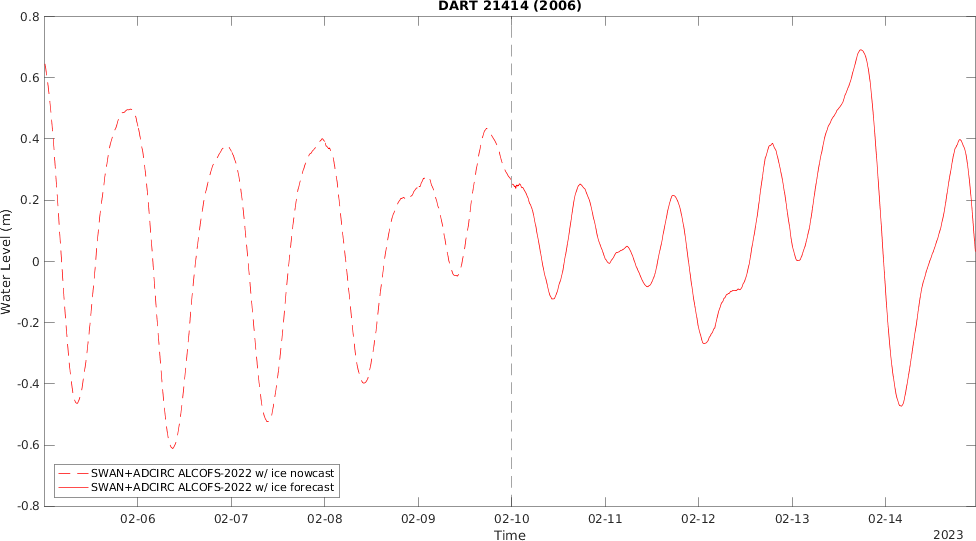 DART 21414 (2006)
0.8
0.6
0.4
0.2
0
-0.2
-0.4
-0.6
-0.8
Water Level (m)
SWAN+ADCIRC ALCOFS-2022 w/ ice nowcast
SWAN+ADCIRC ALCOFS-2022 w/ ice forecast
02-06 02-07 02-08 02-09 02-10 02-11 02-12 02-13 02-14
Time
2023